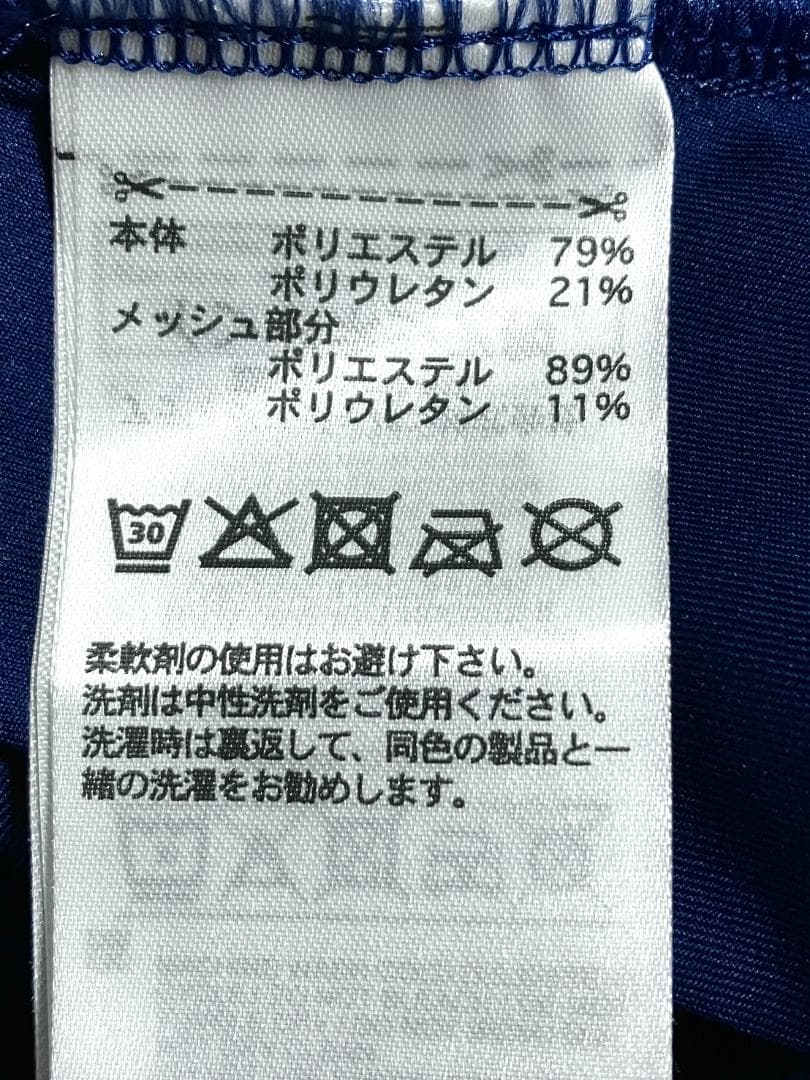 本体 ポリエステル 79%
ポリウレタン 21%
メッシュ部分
ポリエステル 89%
ポリウレタン 11%
30
柔軟剤の使用はお避け下さい。
洗剤は中性洗剤をご使用ください。
洗濯時は裏返して、同色の製品と一
緒の洗濯をお勧めします。